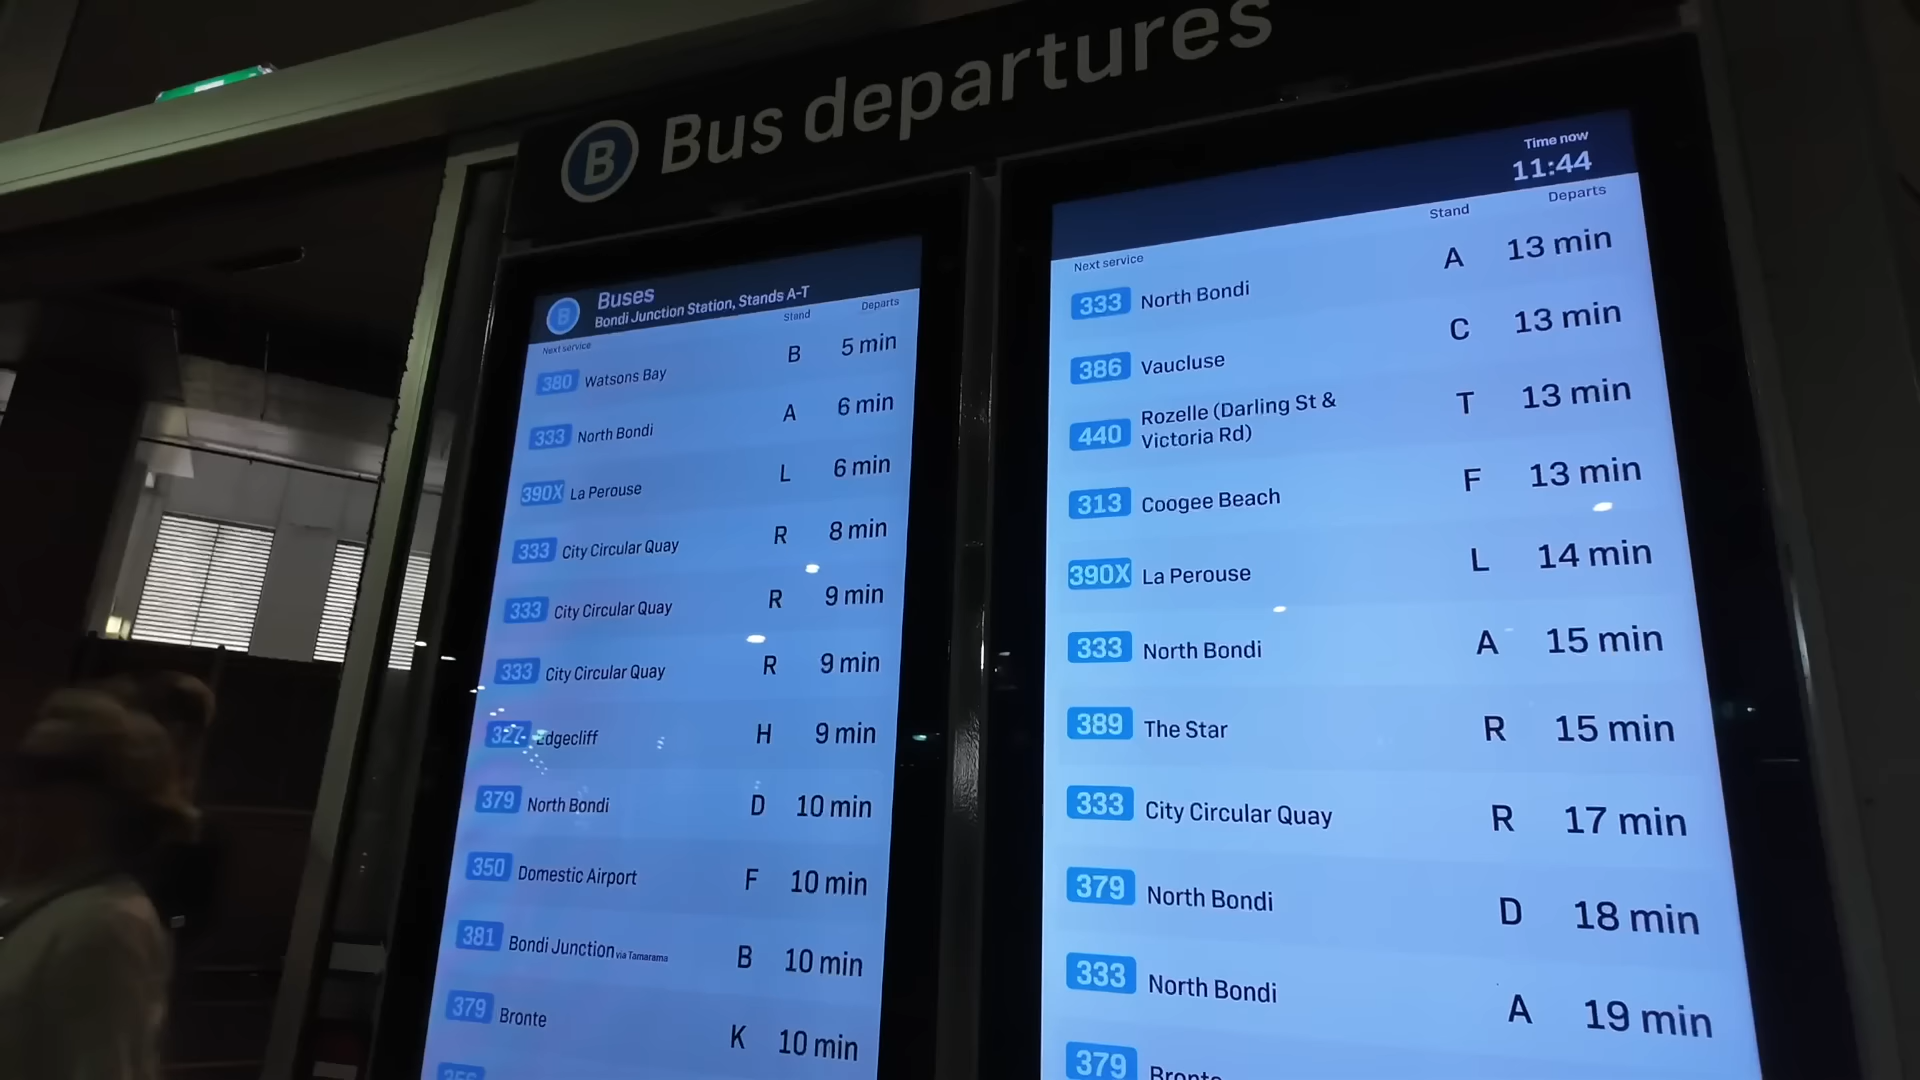 B Bus departures
B Buses
Bondi Junction Station, Stands A-T
Next service Stand Departs
380 Watsons Bay B 5 min
333 North Bondi A 6 min
390X La Perouse L 6 min
333 City Circular Quay R 8 min
333 City Circular Quay R 9 min
333 City Circular Quay R 9 min
327 Edgecliff H 9 min
379 North Bondi D 10 min
350 Domestic Airport F 10 min
381 Bondi Junction via Tamarama B 10 min
379 Bronte K 10 min
Time now
11:44
Next service Stand Departs
333 North Bondi A 13 min
386 Vaucluse C 13 min
440 Rozelle (Darling St &
Victoria Rd) T 13 min
313 Coogee Beach F 13 min
390X La Perouse L 14 min
333 North Bondi A 15 min
389 The Star R 15 min
333 City Circular Quay R 17 min
379 North Bondi D 18 min
333 North Bondi A 19 min
379 Bronte